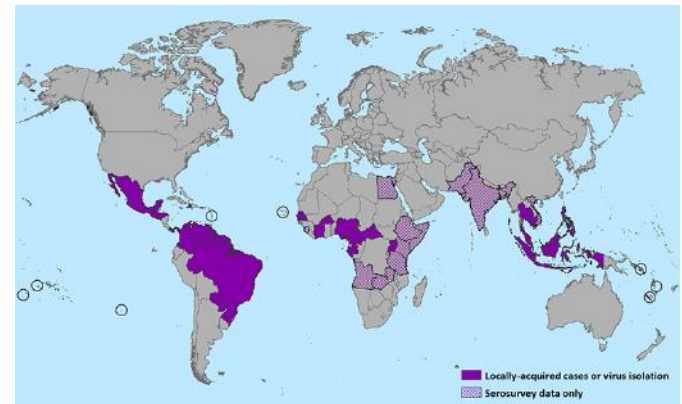 Locally-acquired cases or virus isolation
Serosurvey data only